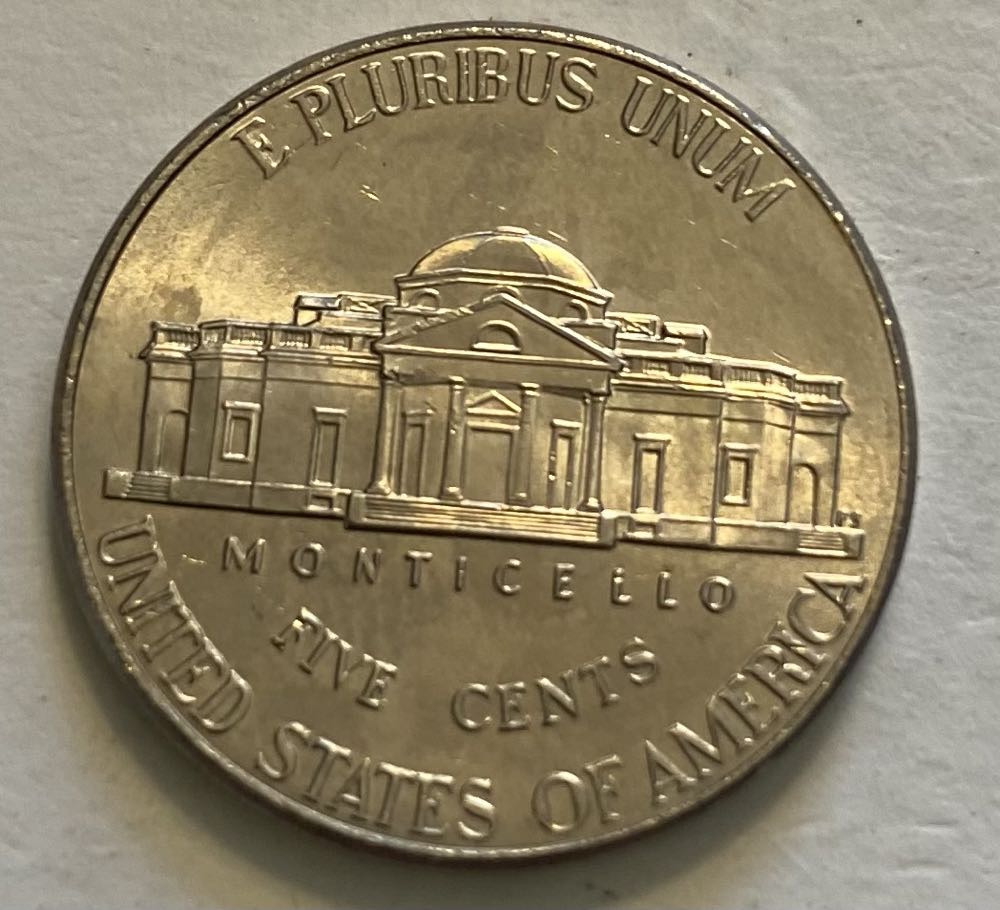 E PLURIBUS UNUM
MONTICELLO
FIVE CENTS
UNITED STATES OF AMERICA